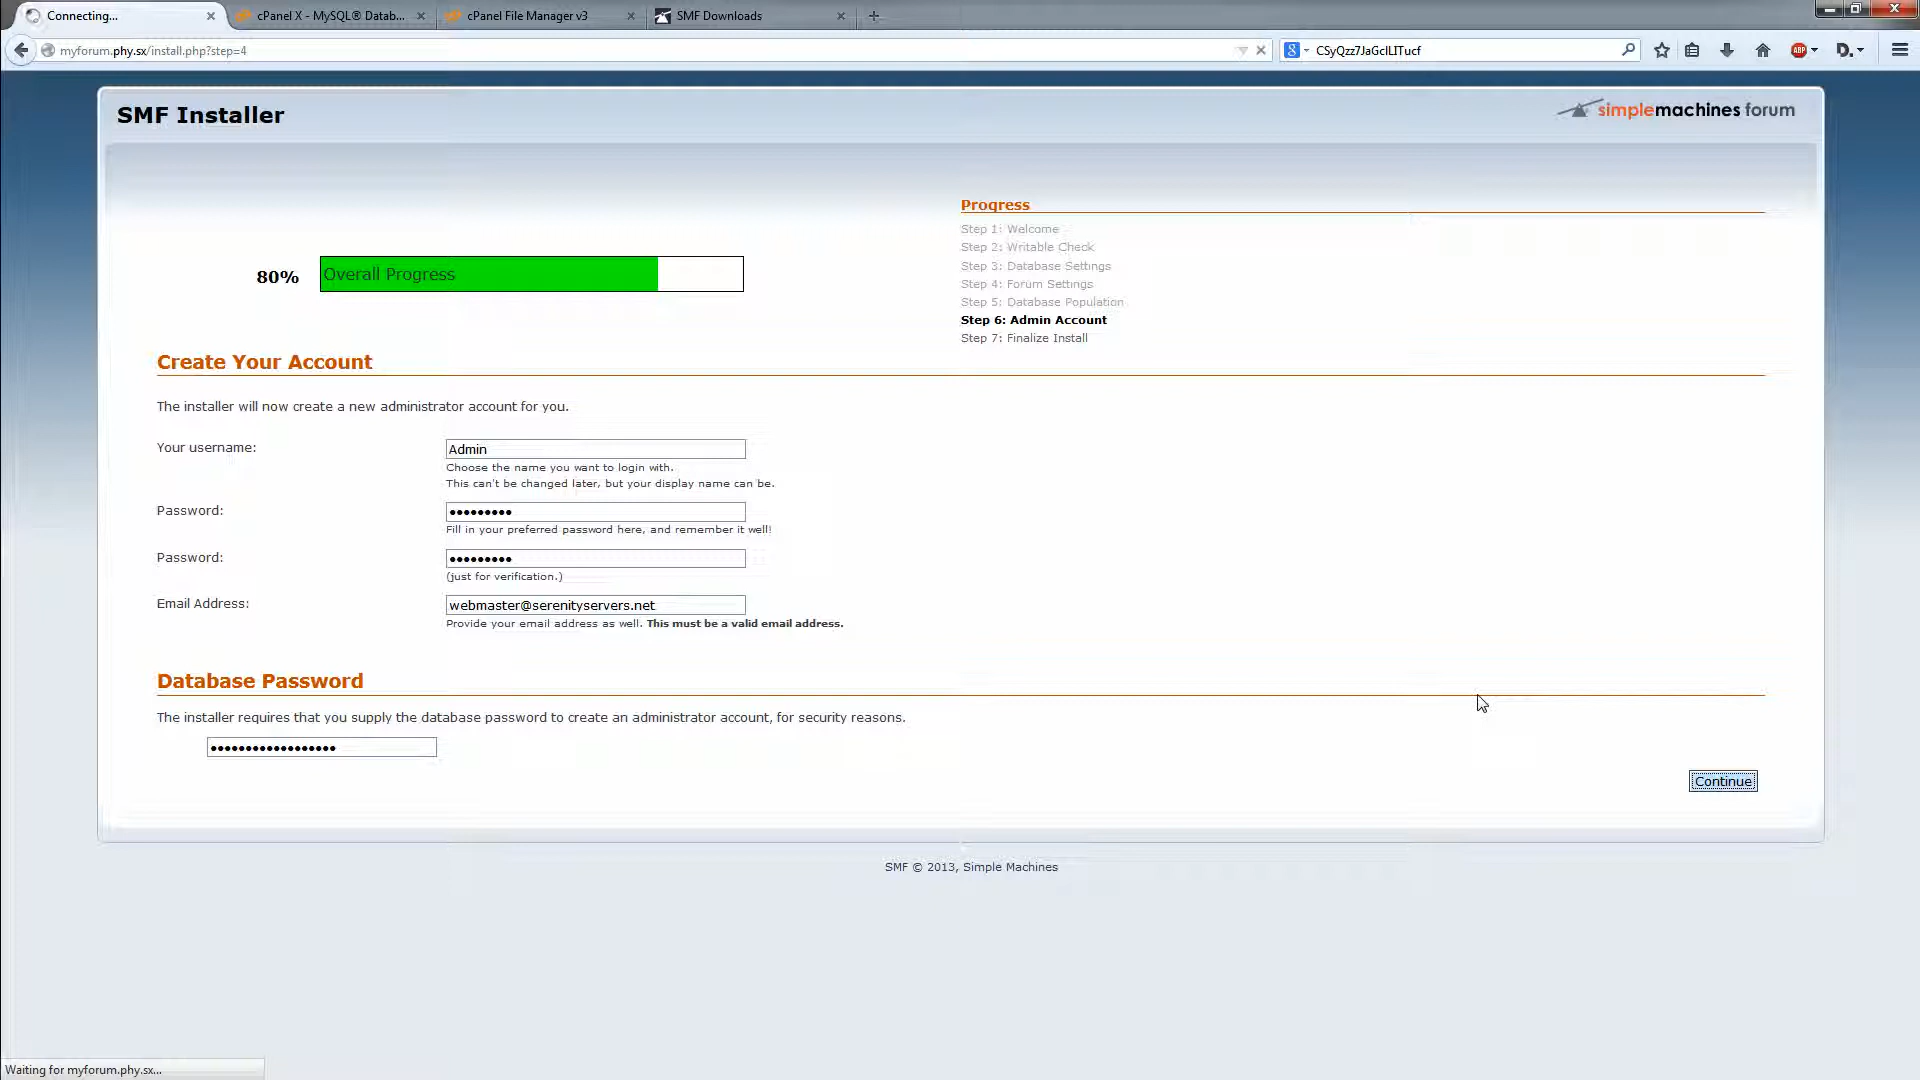 Connecting...
cPanel X - MySQL® Datab...
cPanel File Manager v3
SMF Downloads
myforum.phy.sx/install.php?step=4
ABP
D.
SMF Installer
simplemachines forum
Progress
Step 1: Welcome
Step 2: Writable Check
Step 3: Database Settings
Step 4: Forum Settings
Step 5: Database Population
Step 6: Admin Account
Step 7: Finalize Install
80%
Overall Progress
Create Your Account
The installer will now create a new administrator account for you.
Your username:
Admin
Choose the name you want to login with.
This can't be changed later, but your display name can be.
Password:
•••••••••
Fill in your preferred password here, and remember it well!
Password:
•••••••••
(just for verification.)
Email Address:
webmaster@serenityservers.net
Provide your email address as well. This must be a valid email address.
Database Password
The installer requires that you supply the database password to create an administrator account, for security reasons.
••••••••••••••••••
Continue
SMF © 2013, Simple Machines
Waiting for myforum.phy.sx...